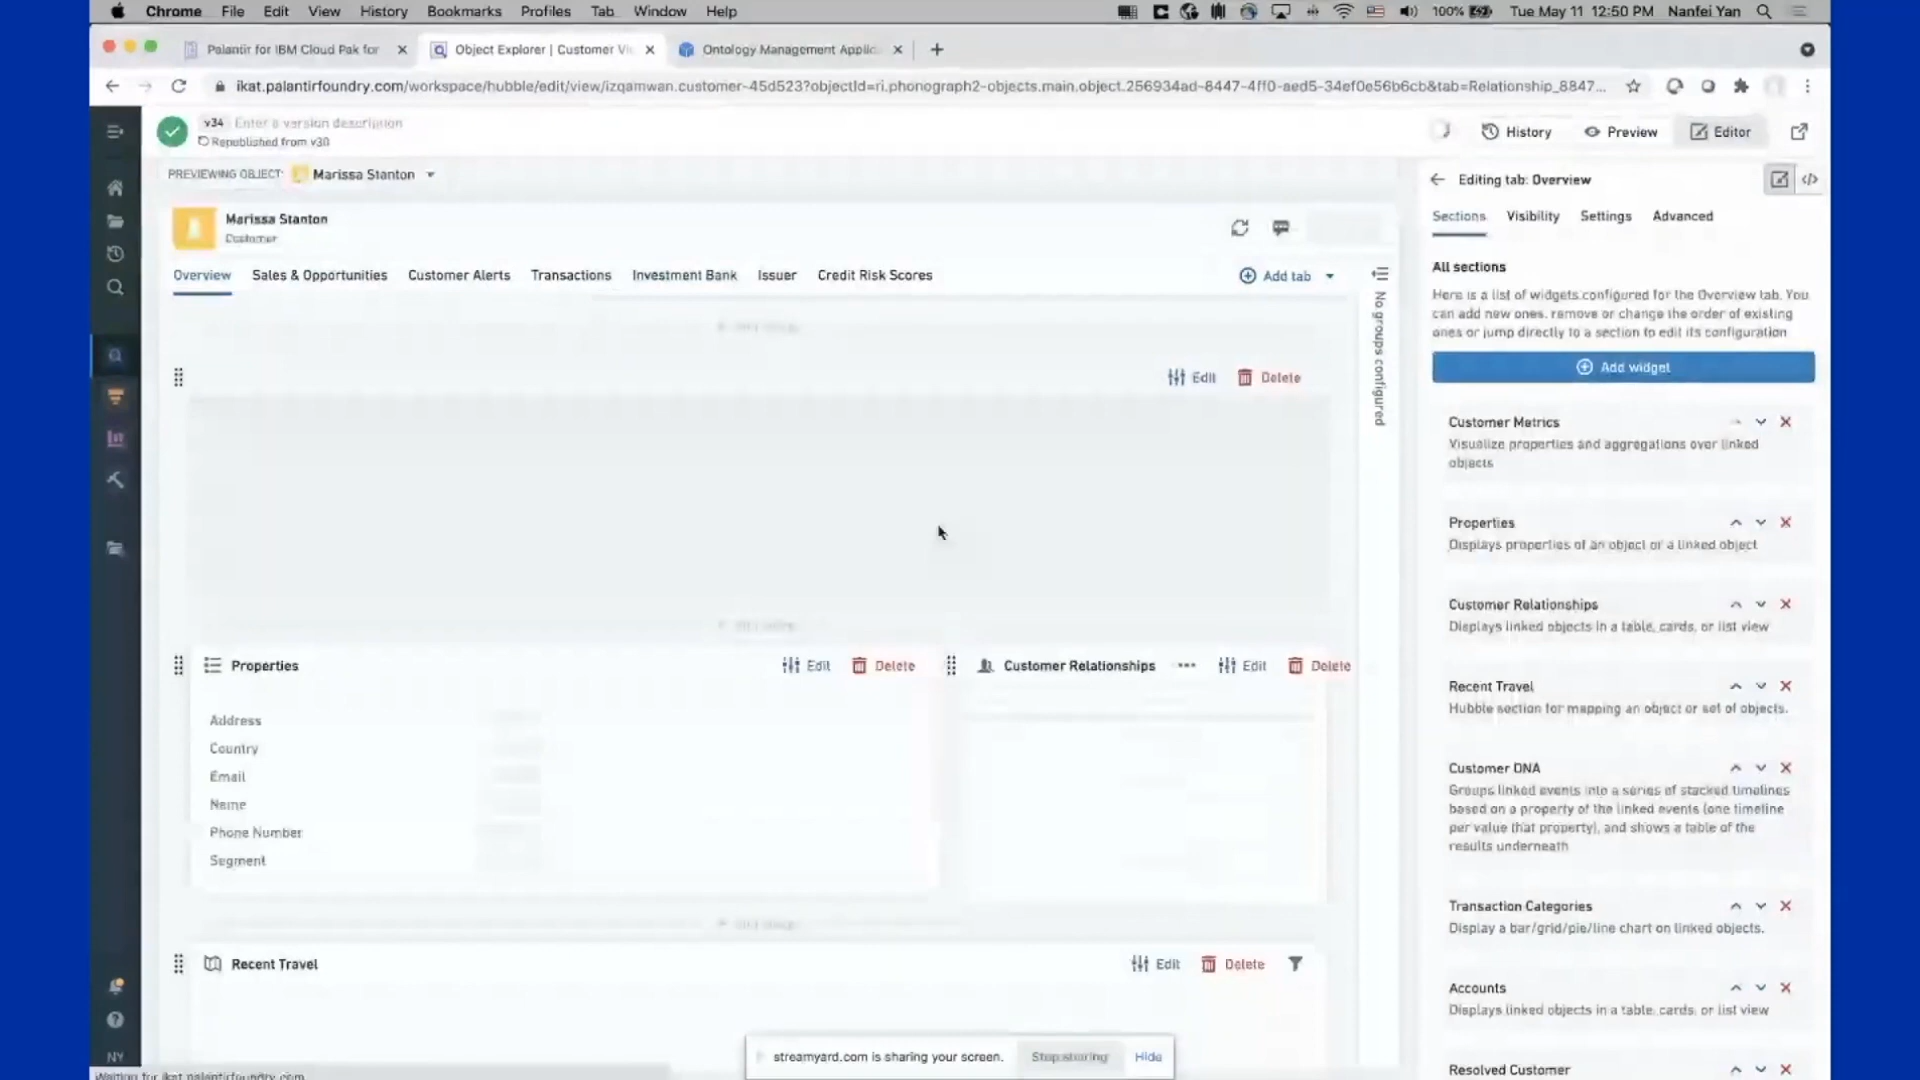 Chrome File Edit View History Bookmarks Profiles Tab Window Help 100% Tue May 11 12:50 PM Nanfei Yan
Palantir for IBM Cloud Pak for Object Explorer | Customer Vi Ontology Management Applic
ikat.palantirfoundry.com/workspace/hubble/edit/view/izqamwan.customer-45d523?objectId=ri.phonograph2-objects.main.object.256934ad-8447-4ff0-aed5-34ef0e56b6cb&tab=Relationship_8847...
v34 Enter a version description
Republished from v30
History Preview Editor
PREVIEWING OBJECT: Marissa Stanton
Marissa Stanton
Customer
Overview Sales & Opportunities Customer Alerts Transactions Investment Bank Issuer Credit Risk Scores Add tab
No groups configured
Edit Delete
Properties Edit Delete
Customer Relationships ••• Edit Delete
Address
Country
Email
Name
Phone Number
Segment
Recent Travel Edit Delete
Editing tab: Overview
Sections Visibility Settings Advanced
All sections
Here is a list of widgets configured for the Overview tab. You
can add new ones, remove or change the order of existing
ones or jump directly to a section to edit its configuration
Add widget
Customer Metrics
Visualize properties and aggregations over linked
objects
Properties
Displays properties of an object or a linked object
Customer Relationships
Displays linked objects in a table, cards, or list view
Recent Travel
Hubble section for mapping an object or set of objects.
Customer DNA
Groups linked events into a series of stacked timelines
based on a property of the linked events (one timeline
per value that property), and shows a table of the
results underneath
Transaction Categories
Display a bar/grid/pie/line chart on linked objects.
Accounts
Displays linked objects in a table, cards, or list view
Resolved Customer
NY
streamyard.com is sharing your screen. Stop sharing Hide
Waiting for ikat.palantirfoundry.com